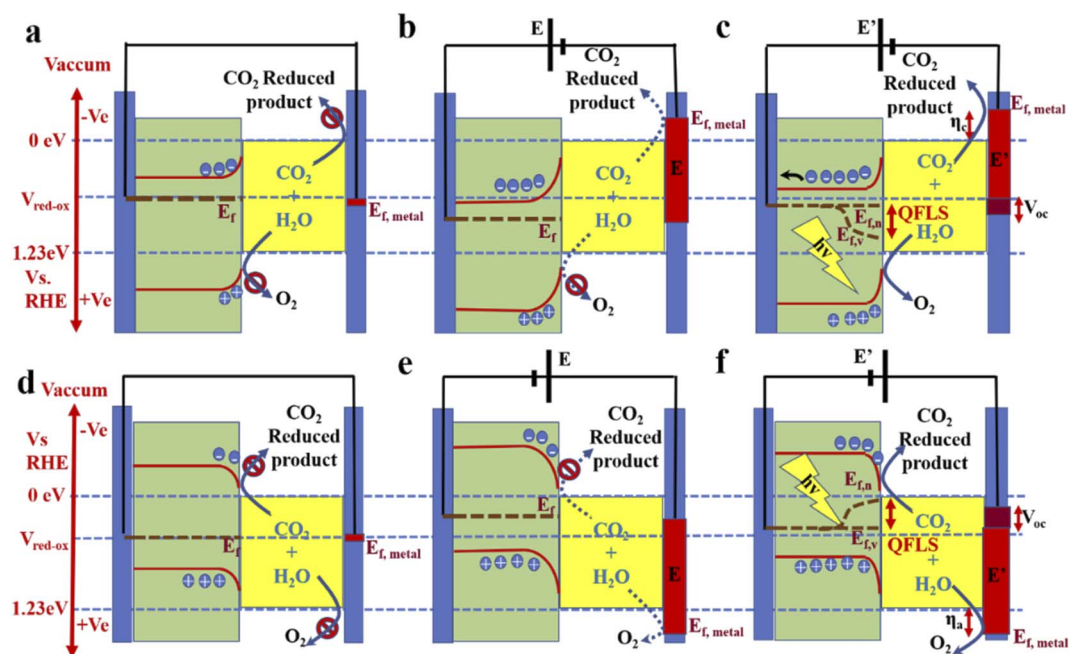 a
Vaccum
-Ve
0 eV
V red-ox
1.23eV
Vs.
RHE
+Ve
CO2 Reduced
product
CO2
+
H2O
Ef
Ef, metal
O2
b
E
CO2
Reduced
product
Ef, metal
CO2
+
H2O
E
Ef
O2
c
E'
CO2
Reduced
product
Ef, metal
ηc
CO2
+
E'
Ef,n
QFLS
Voc
Ef,v
H2O
hν
O2
d
Vaccum
-Ve
Vs
RHE
0 eV
V red-ox
1.23eV
+Ve
CO2
Reduced
product
Ef
CO2
+
H2O
Ef, metal
O2
e
E
CO2
Reduced
product
Ef
CO2
+
H2O
E
O2
Ef, metal
f
E'
CO2
Reduced
product
hν
Ef,n
CO2
Voc
Ef,v
QFLS
+
H2O
E'
ηa
O2
Ef, metal